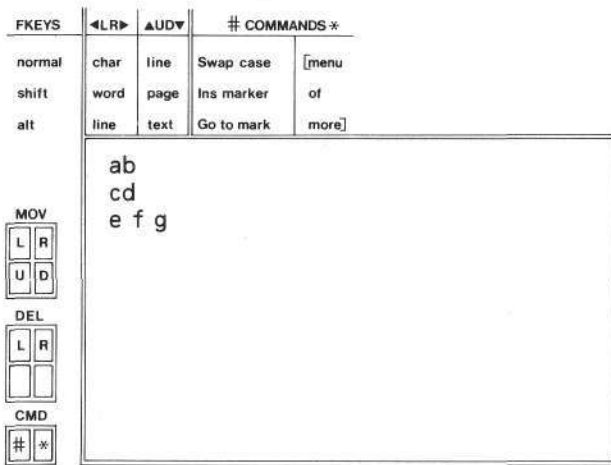 FKEYS ◄LR► ▲UD▼ # COMMANDS *
normal char line Swap case [menu
shift word page Ins marker of
alt line text Go to mark more]
ab
cd
e f g
MOV
L R
U D
DEL
L R
CMD
# *